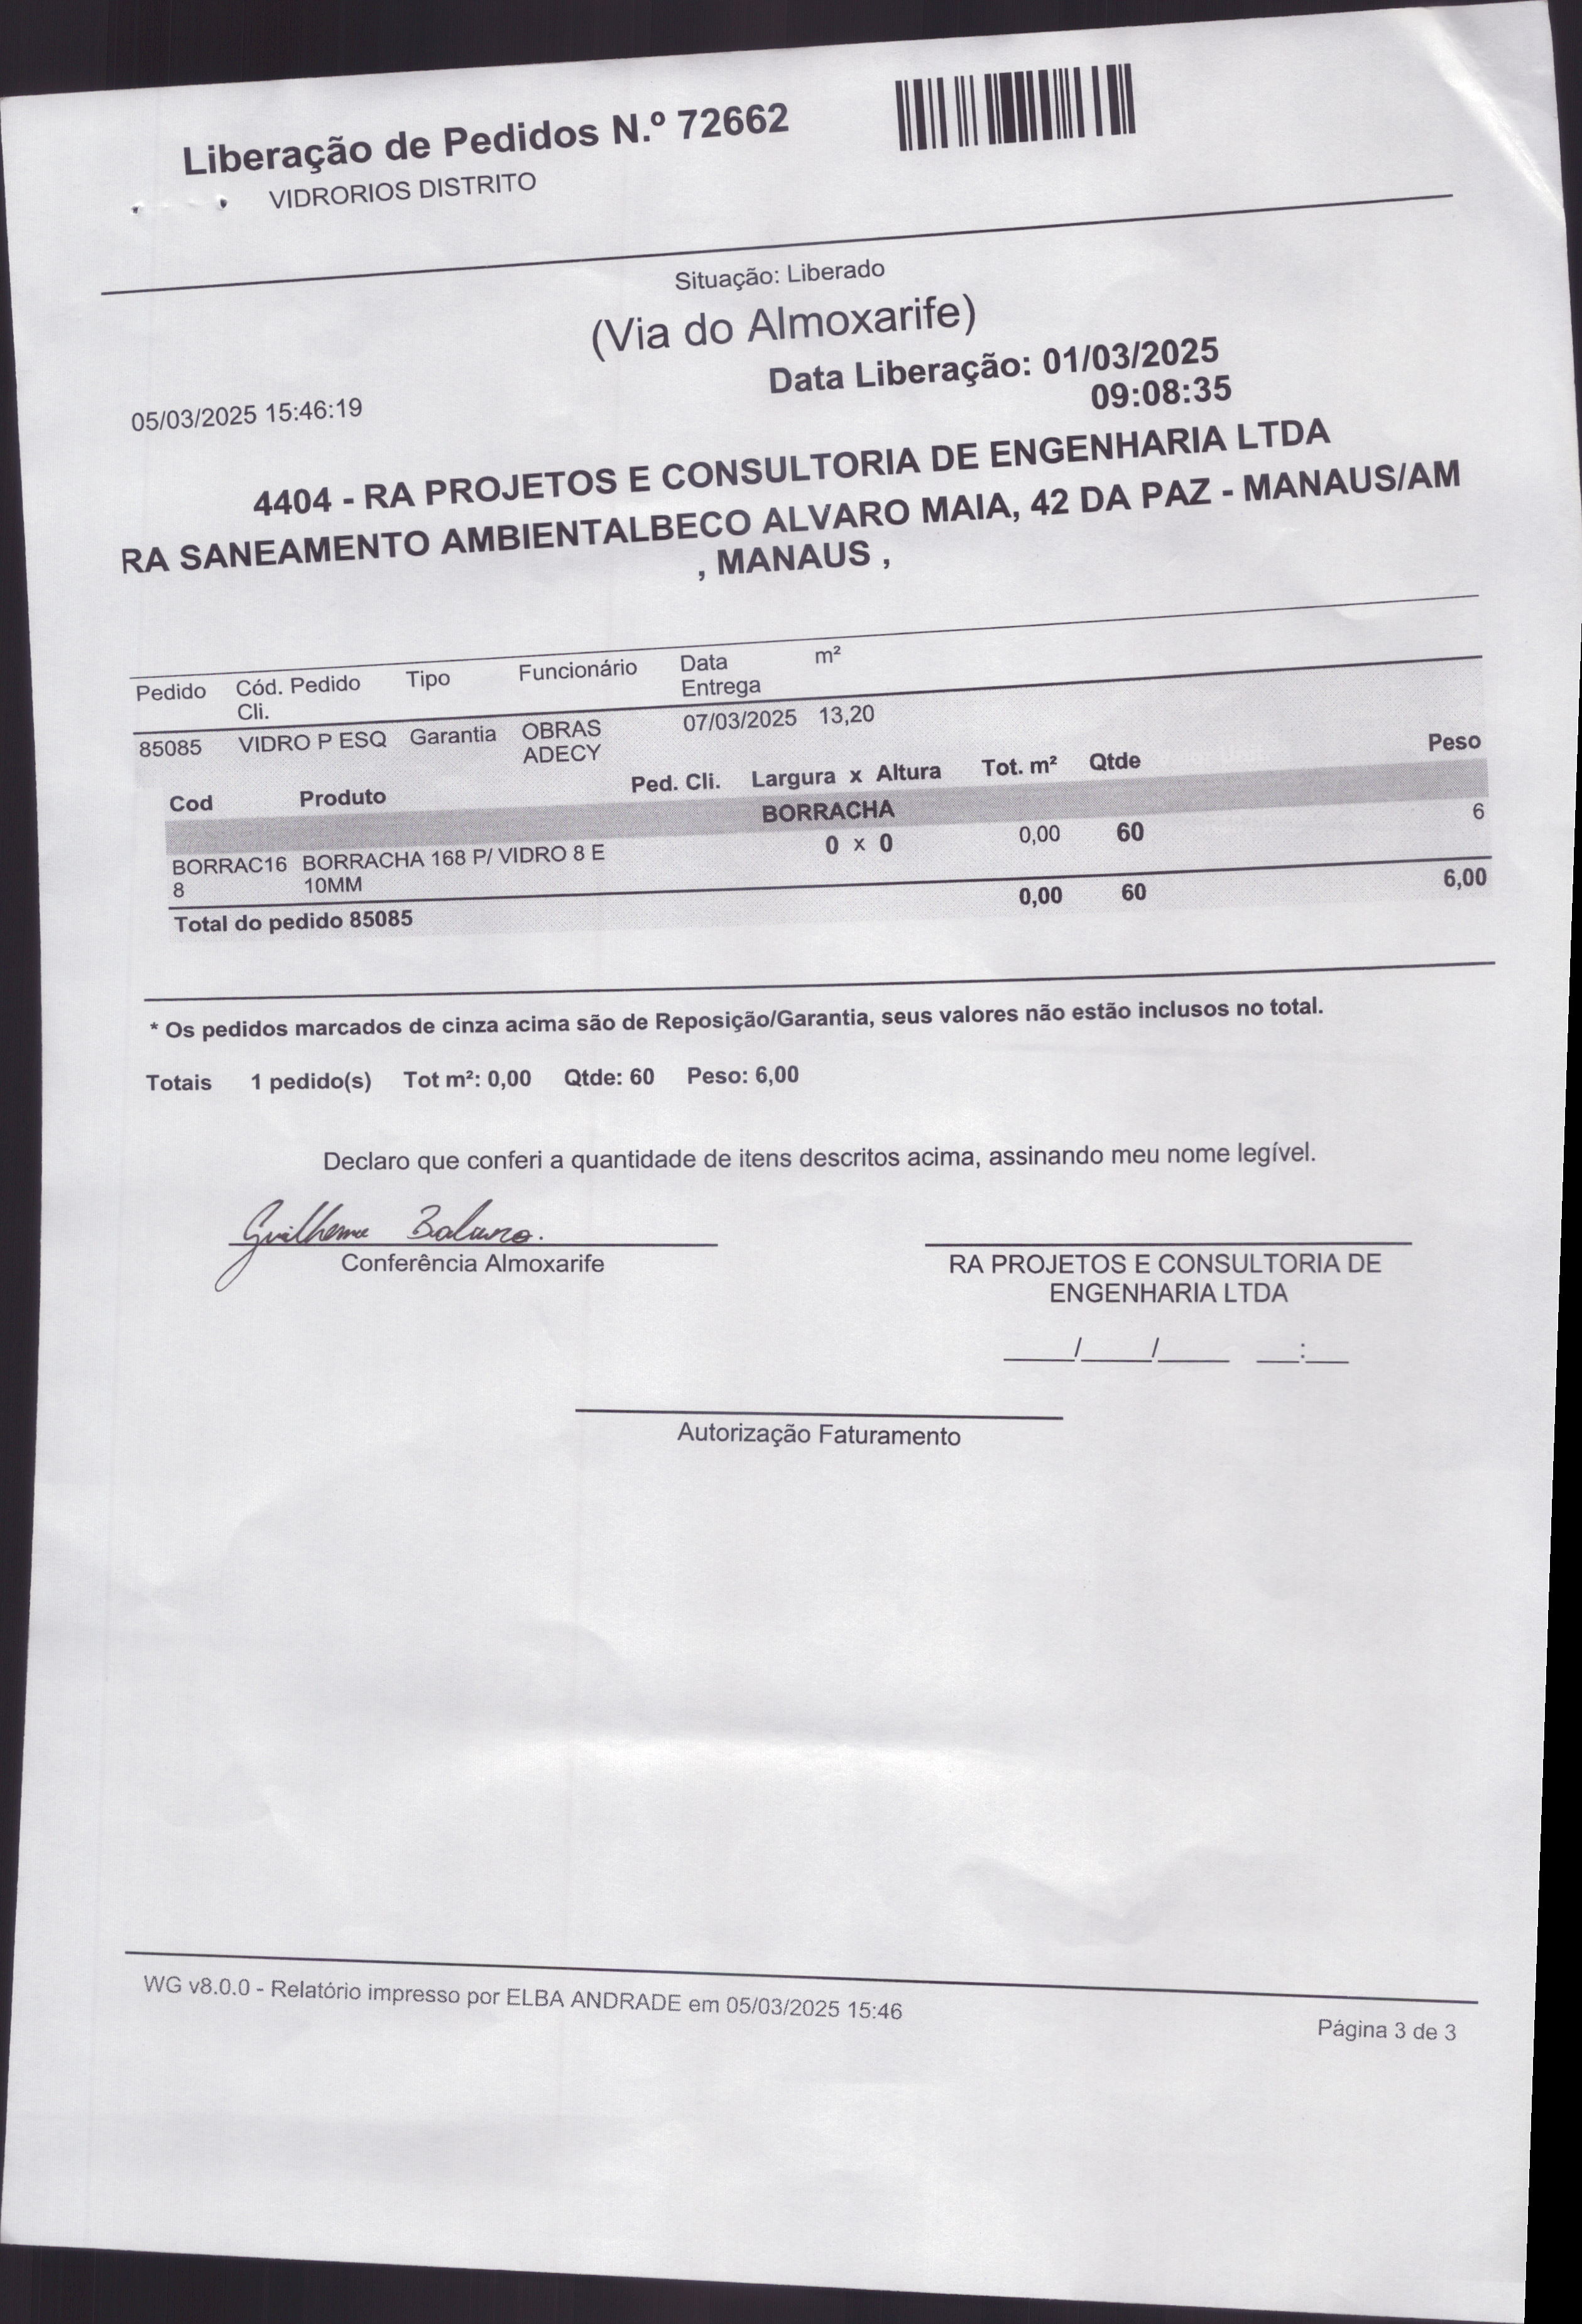 Liberação de Pedidos N.º 72662
VIDRORIOS DISTRITO
Situação: Liberado
(Via do Almoxarife)
Data Liberação: 01/03/2025
09:08:35
05/03/2025 15:46:19
4404 - RA PROJETOS E CONSULTORIA DE ENGENHARIA LTDA
RA SANEAMENTO AMBIENTALBECO ALVARO MAIA, 42 DA PAZ - MANAUS/AM
, MANAUS ,
Pedido Cód. Pedido Cli. Tipo Funcionário Data Entrega m²
85085 VIDRO P ESQ Garantia OBRAS ADECY 07/03/2025 13,20
Cod Produto Ped. Cli. Largura x Altura Tot. m² Qtde Peso
BORRACHA
BORRAC16 BORRACHA 168 P/ VIDRO 8 E 0 x 0 0,00 60 6
8 10MM
Total do pedido 85085 0,00 60 6,00
* Os pedidos marcados de cinza acima são de Reposição/Garantia, seus valores não estão inclusos no total.
Totais 1 pedido(s) Tot m²: 0,00 Qtde: 60 Peso: 6,00
Declaro que conferi a quantidade de itens descritos acima, assinando meu nome legível.
Guilherme
Conferência Almoxarife
RA PROJETOS E CONSULTORIA DE
ENGENHARIA LTDA
____/____/____ __:__
Autorização Faturamento
WG v8.0.0 - Relatório impresso por ELBA ANDRADE em 05/03/2025 15:46
Página 3 de 3